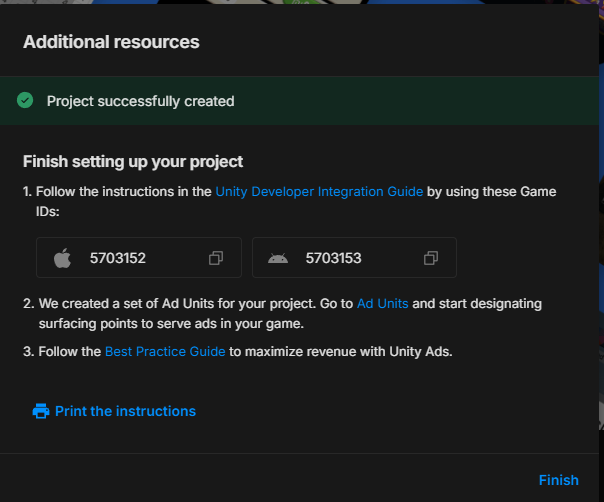 Additional resources
Project successfully created
Finish setting up your project
1. Follow the instructions in the Unity Developer Integration Guide by using these Game
IDs:
5703152
5703153
2. We created a set of Ad Units for your project. Go to Ad Units and start designating
surfacing points to serve ads in your game.
3. Follow the Best Practice Guide to maximize revenue with Unity Ads.
Print the instructions
Finish